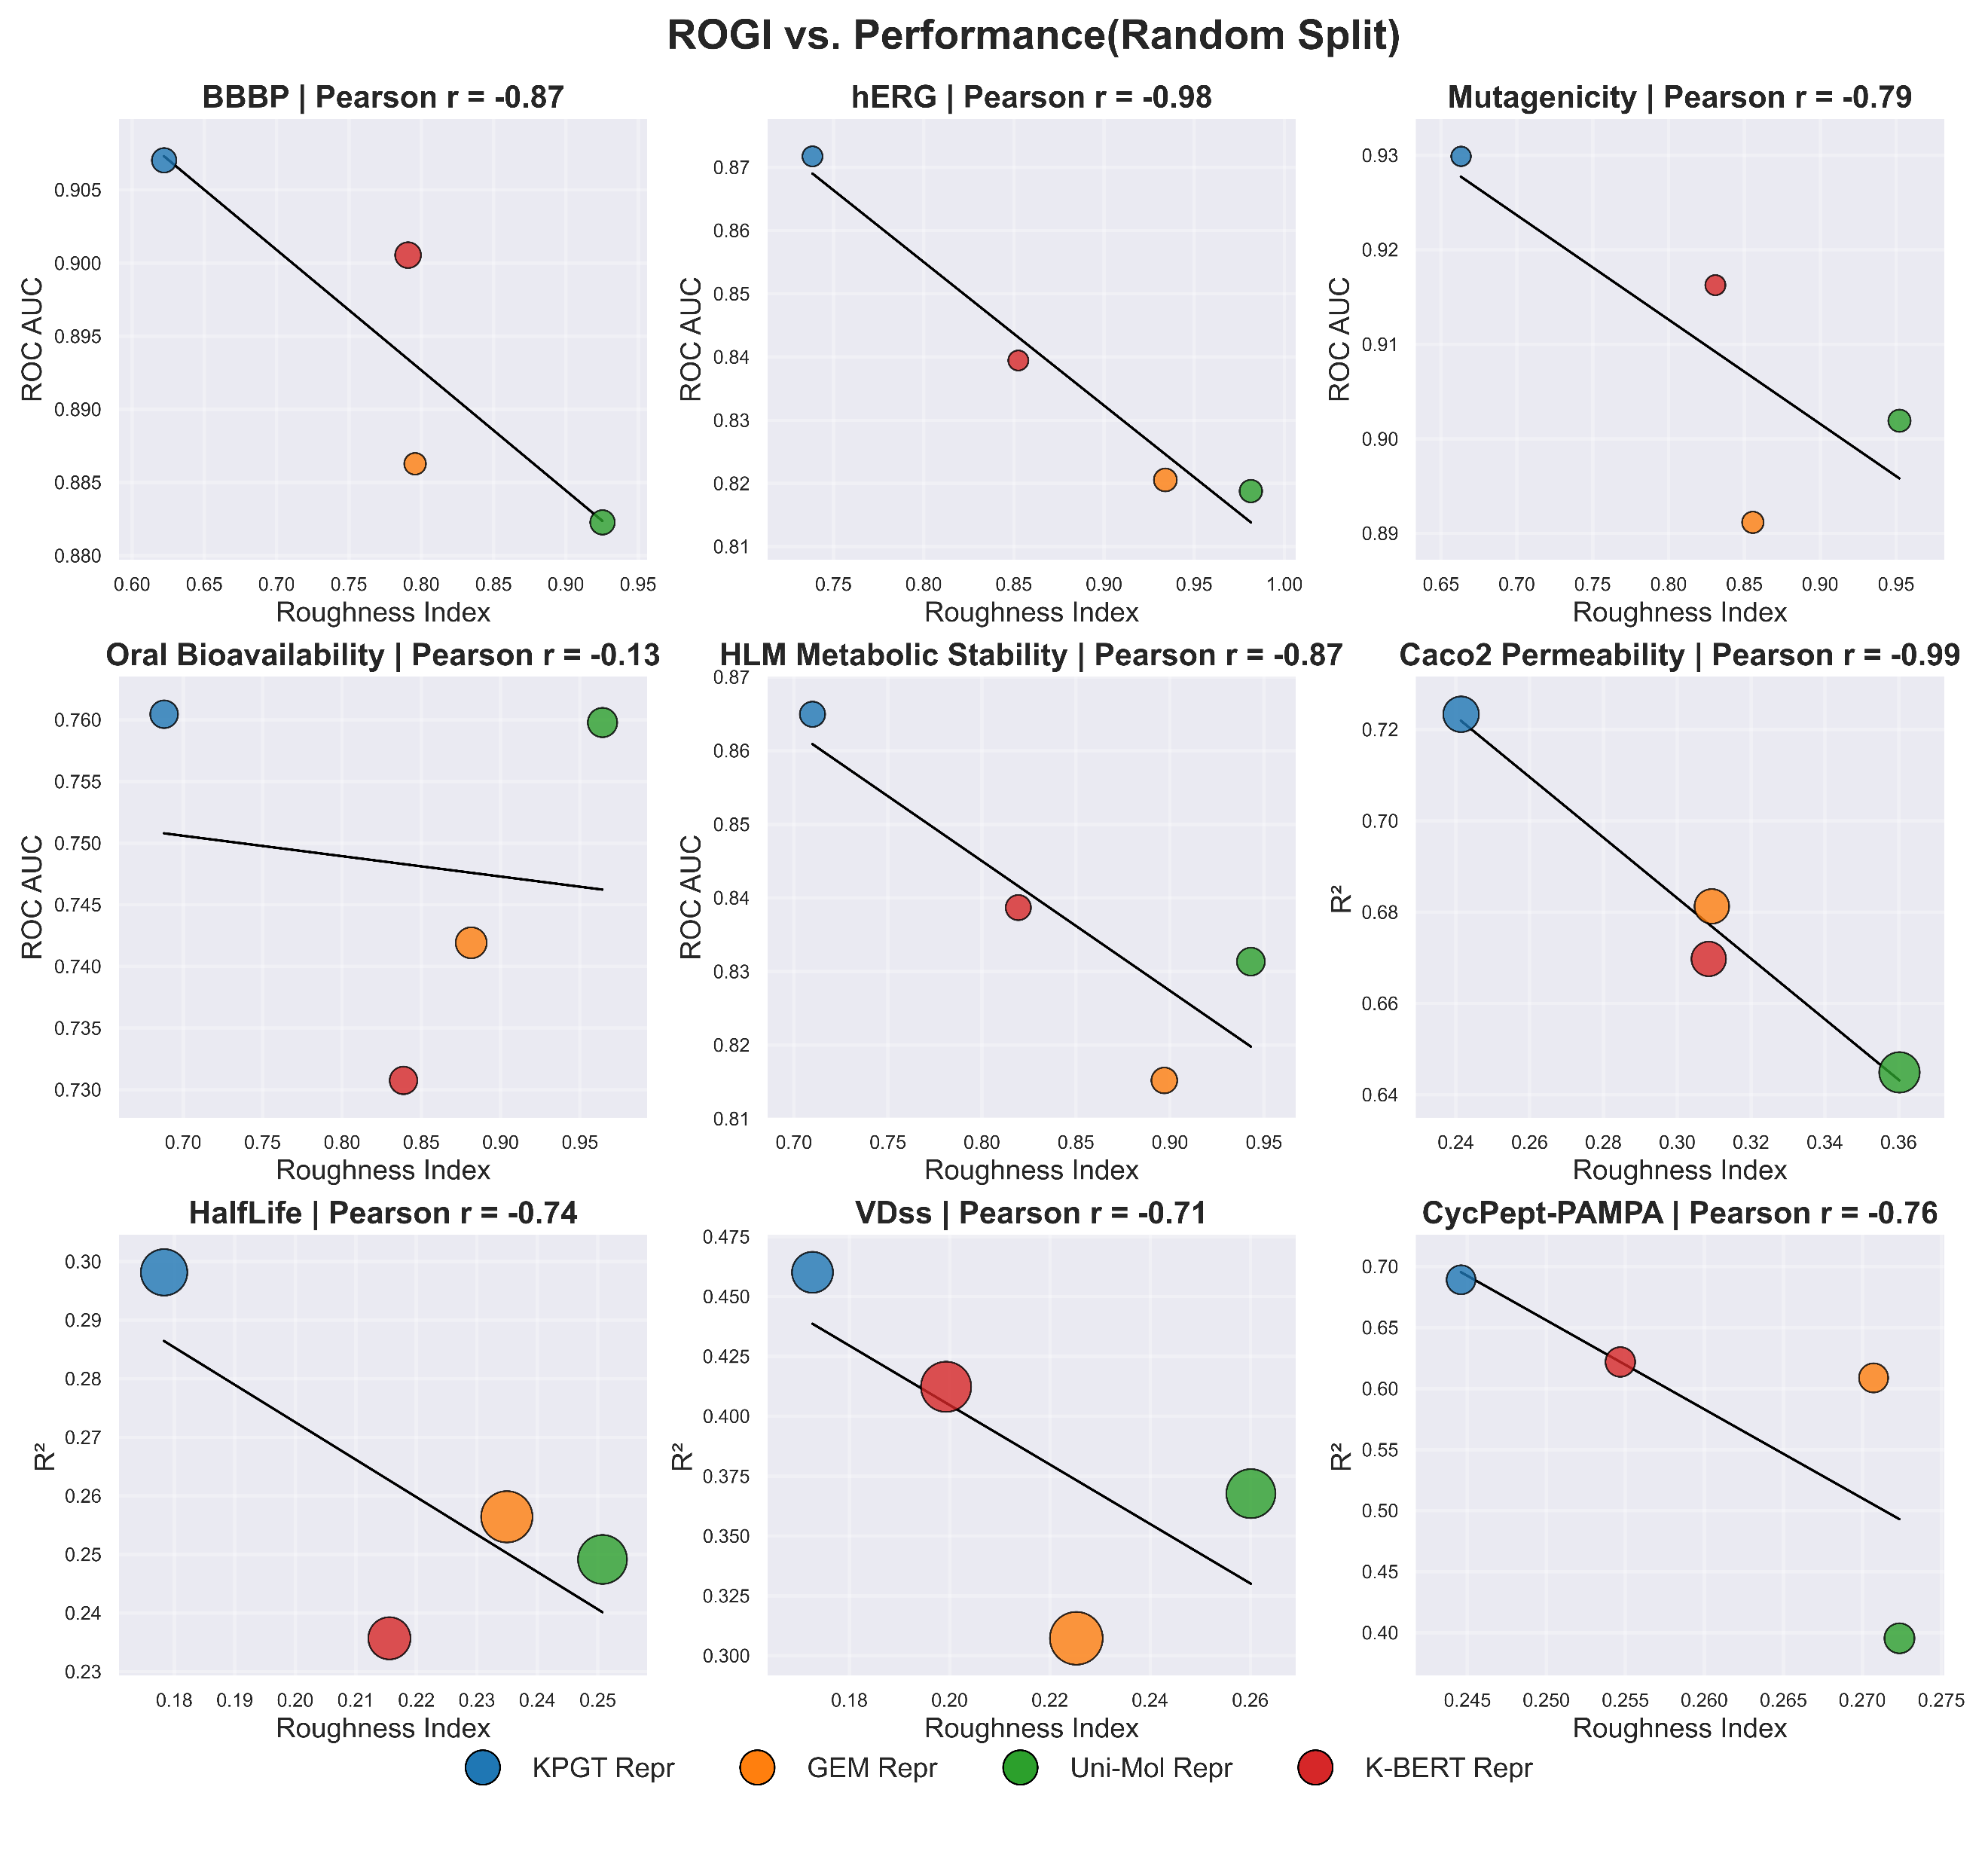 ROGI vs. Performance(Random Split)
BBBP | Pearson r = -0.87
ROC AUC
0.905
0.900
0.895
0.890
0.885
0.880
0.60 0.65 0.70 0.75 0.80 0.85 0.90 0.95
Roughness Index
hERG | Pearson r = -0.98
ROC AUC
0.87
0.86
0.85
0.84
0.83
0.82
0.81
0.75 0.80 0.85 0.90 0.95 1.00
Roughness Index
Mutagenicity | Pearson r = -0.79
ROC AUC
0.93
0.92
0.91
0.90
0.89
0.65 0.70 0.75 0.80 0.85 0.90 0.95
Roughness Index
Oral Bioavailability | Pearson r = -0.13
ROC AUC
0.760
0.755
0.750
0.745
0.740
0.735
0.730
0.70 0.75 0.80 0.85 0.90 0.95
Roughness Index
HLM Metabolic Stability | Pearson r = -0.87
ROC AUC
0.87
0.86
0.85
0.84
0.83
0.82
0.81
0.70 0.75 0.80 0.85 0.90 0.95
Roughness Index
Caco2 Permeability | Pearson r = -0.99
R²
0.72
0.70
0.68
0.66
0.64
0.24 0.26 0.28 0.30 0.32 0.34 0.36
Roughness Index
HalfLife | Pearson r = -0.74
R²
0.30
0.29
0.28
0.27
0.26
0.25
0.24
0.23
0.18 0.19 0.20 0.21 0.22 0.23 0.24 0.25
Roughness Index
VDss | Pearson r = -0.71
R²
0.475
0.450
0.425
0.400
0.375
0.350
0.325
0.300
0.18 0.20 0.22 0.24 0.26
Roughness Index
CycPept-PAMPA | Pearson r = -0.76
R²
0.70
0.65
0.60
0.55
0.50
0.45
0.40
0.245 0.250 0.255 0.260 0.265 0.270 0.275
Roughness Index
KPGT Repr GEM Repr Uni-Mol Repr K-BERT Repr